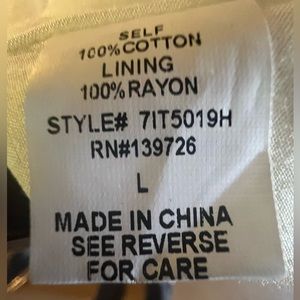 SELF
100%COTTON
LINING
100%RAYON
STYLE# 7IT5019H
RN#139726
L
MADE IN CHINA
SEE REVERSE
FOR CARE